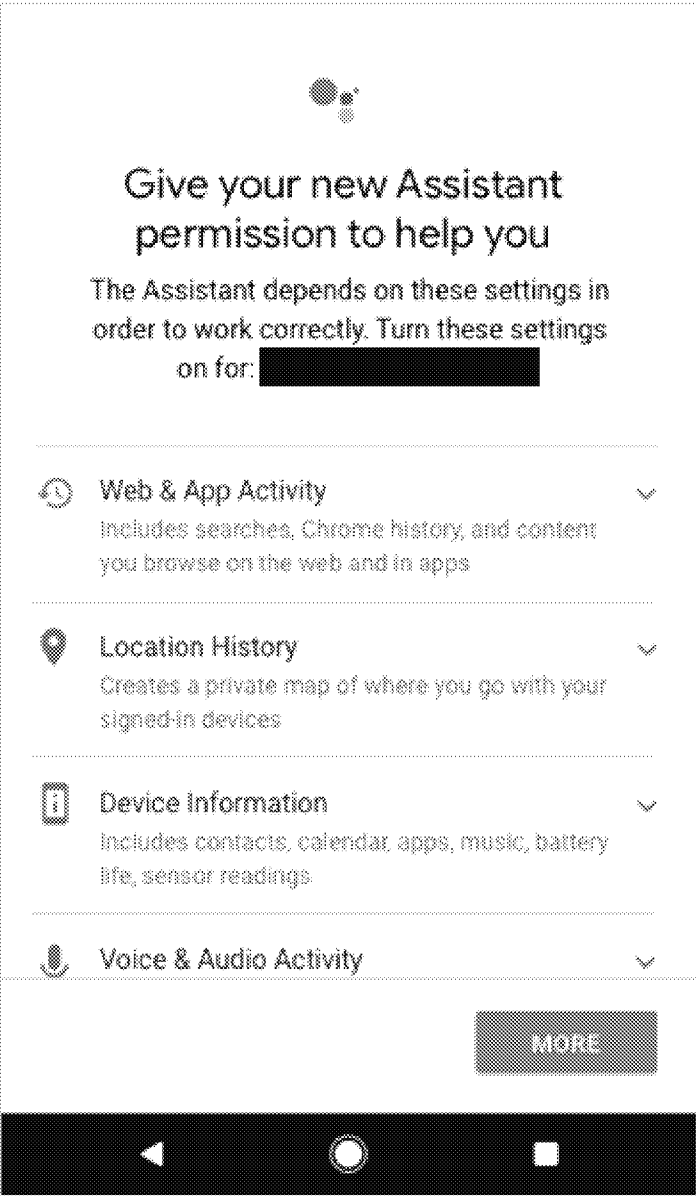 Give your new Assistant
permission to help you
The Assistant depends on these settings in
order to work correctly. Turn these settings
on for:
Web & App Activity
Includes searches, Chrome history, and content
you browse on the web and in apps
Location History
Creates a private map of where you go with your
signed-in devices
Device Information
Includes contacts, calendar, apps, music, battery
life, sensor readings
Voice & Audio Activity
MORE